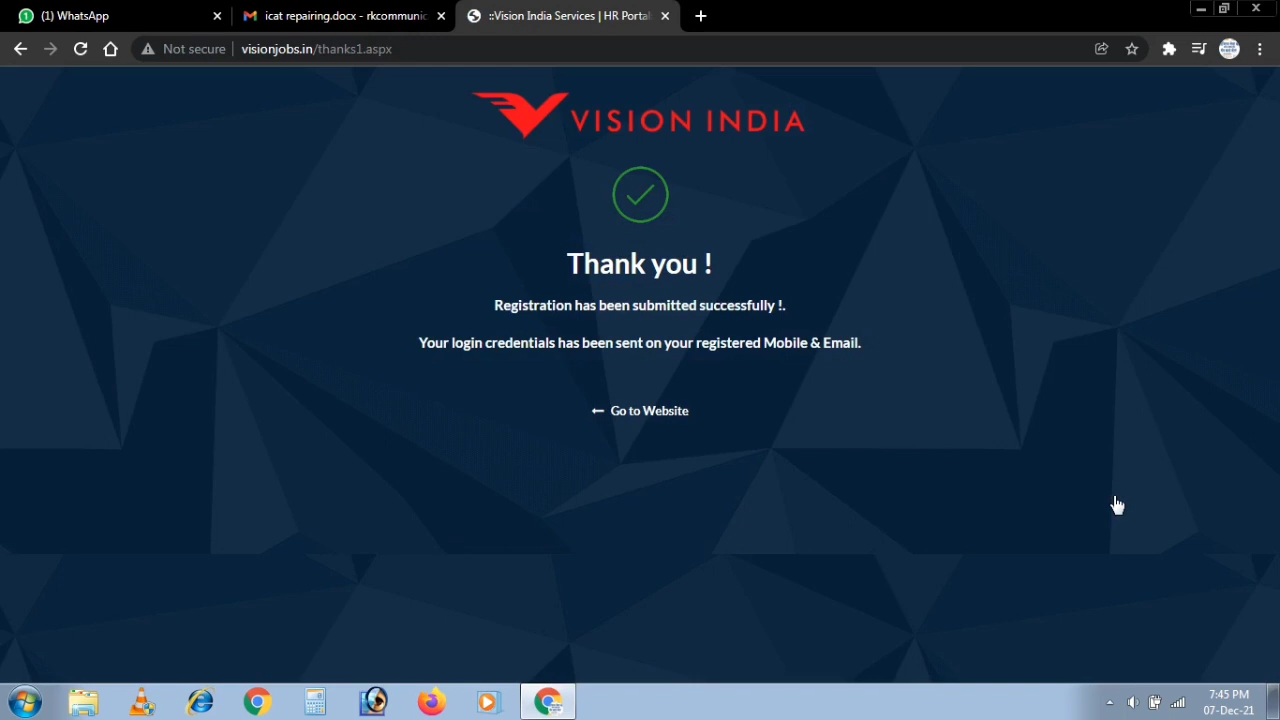 (1) WhatsApp
icat repairing.docx - rkcommunic
::Vision India Services | HR Portal
Not secure
visionjobs.in/thanks1.aspx
VISION INDIA
Thank you !
Registration has been submitted successfully !.
Your login credentials has been sent on your registered Mobile & Email.
Go to Website
7:45 PM
07-Dec-21